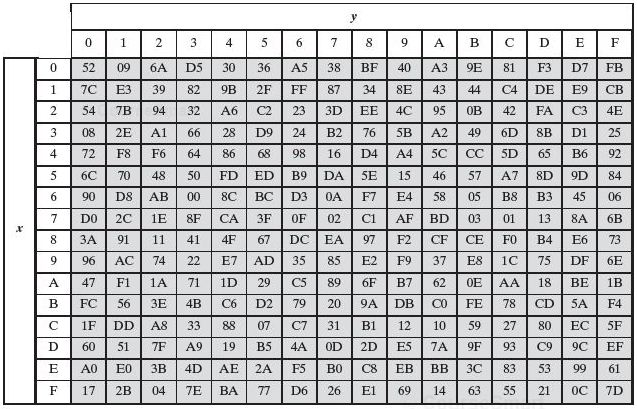 y
0 1 2 3 4 5 6 7 8 9 A B C D E F
x
0 52 09 6A D5 30 36 A5 38 BF 40 A3 9E 81 F3 D7 FB
1 7C E3 39 82 9B 2F FF 87 34 8E 43 44 C4 DE E9 CB
2 54 7B 94 32 A6 C2 23 3D EE 4C 95 0B 42 FA C3 4E
3 08 2E A1 66 28 D9 24 B2 76 5B A2 49 6D 8B D1 25
4 72 F8 F6 64 86 68 98 16 D4 A4 5C CC 5D 65 B6 92
5 6C 70 48 50 FD ED B9 DA 5E 15 46 57 A7 8D 9D 84
6 90 D8 AB 00 8C BC D3 0A F7 E4 58 05 B8 B3 45 06
7 D0 2C 1E 8F CA 3F 0F 02 C1 AF BD 03 01 13 8A 6B
8 3A 91 11 41 4F 67 DC EA 97 F2 CF CE F0 B4 E6 73
9 96 AC 74 22 E7 AD 35 85 E2 F9 37 E8 1C 75 DF 6E
A 47 F1 1A 71 1D 29 C5 89 6F B7 62 0E AA 18 BE 1B
B FC 56 3E 4B C6 D2 79 20 9A DB C0 FE 78 CD 5A F4
C 1F DD A8 33 88 07 C7 31 B1 12 10 59 27 80 EC 5F
D 60 51 7F A9 19 B5 4A 0D 2D E5 7A 9F 93 C9 9C EF
E A0 E0 3B 4D AE 2A F5 B0 C8 EB BB 3C 83 53 99 61
F 17 2B 04 7E BA 77 D6 26 E1 69 14 63 55 21 0C 7D